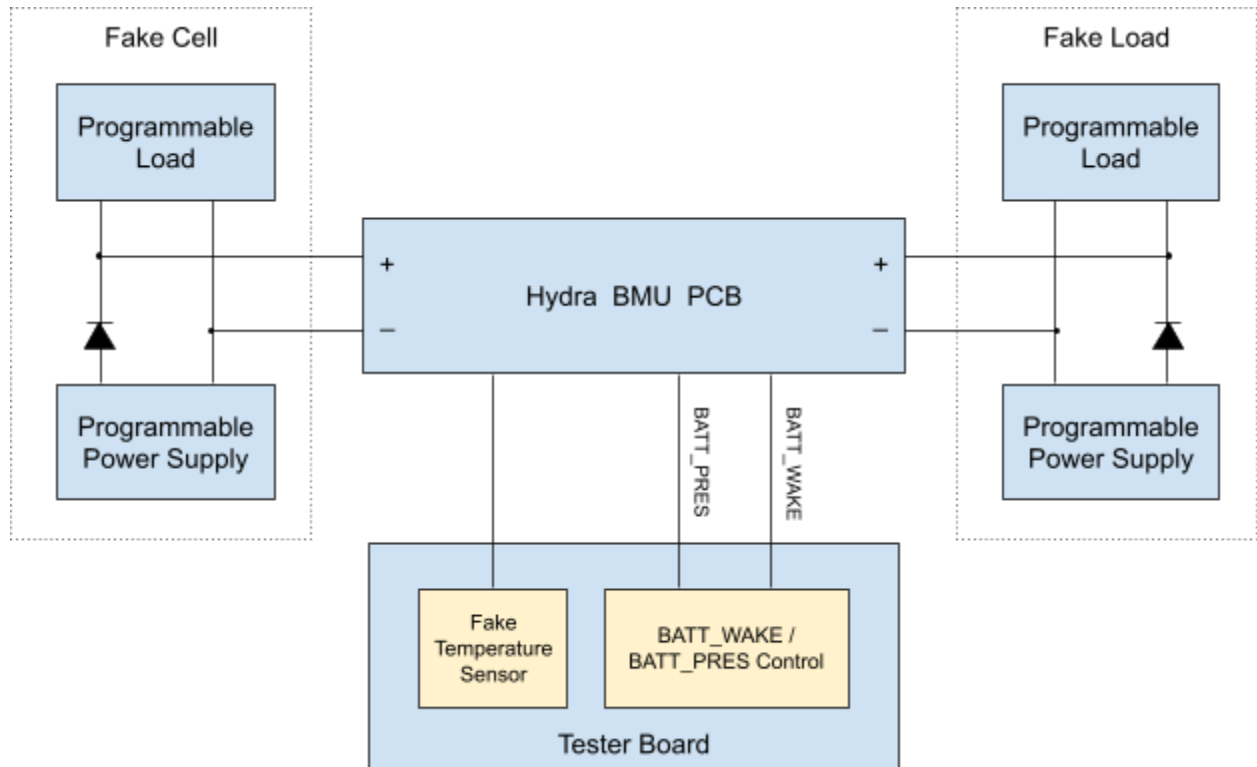 Fake Cell
Programmable
Load
Programmable
Power Supply
Hydra BMU PCB
+
–
+
–
Fake Load
Programmable
Load
Programmable
Power Supply
BATT_PRES
BATT_WAKE
Fake
Temperature
Sensor
BATT_WAKE /
BATT_PRES Control
Tester Board